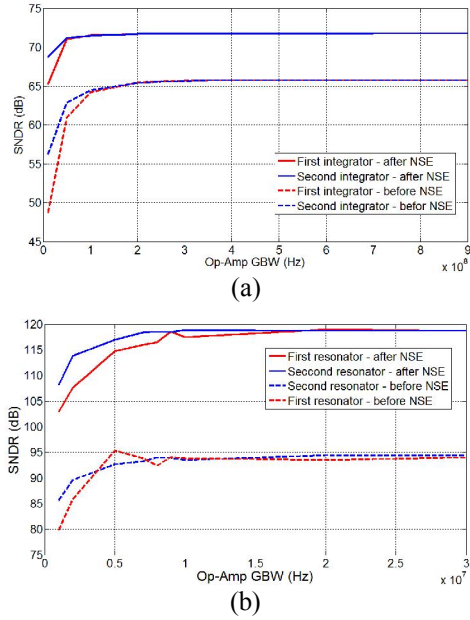 75
70
65
60
55
50
45
SNDR (dB)
First integrator - after NSE
Second integrator - after NSE
First integrator - before NSE
Second integrator - befor NSE
0 1 2 3 4 5 6 7 8 9
Op-Amp GBW (Hz)
x 10^8
(a)
120
115
110
105
100
95
90
85
80
75
SNDR (dB)
First resonator - after NSE
Seccond resonator - after NSE
Second resonator - before NSE
First resonator - before NSE
0 0.5 1 1.5 2 2.5 3
Op-Amp GBW (Hz)
x 10^7
(b)